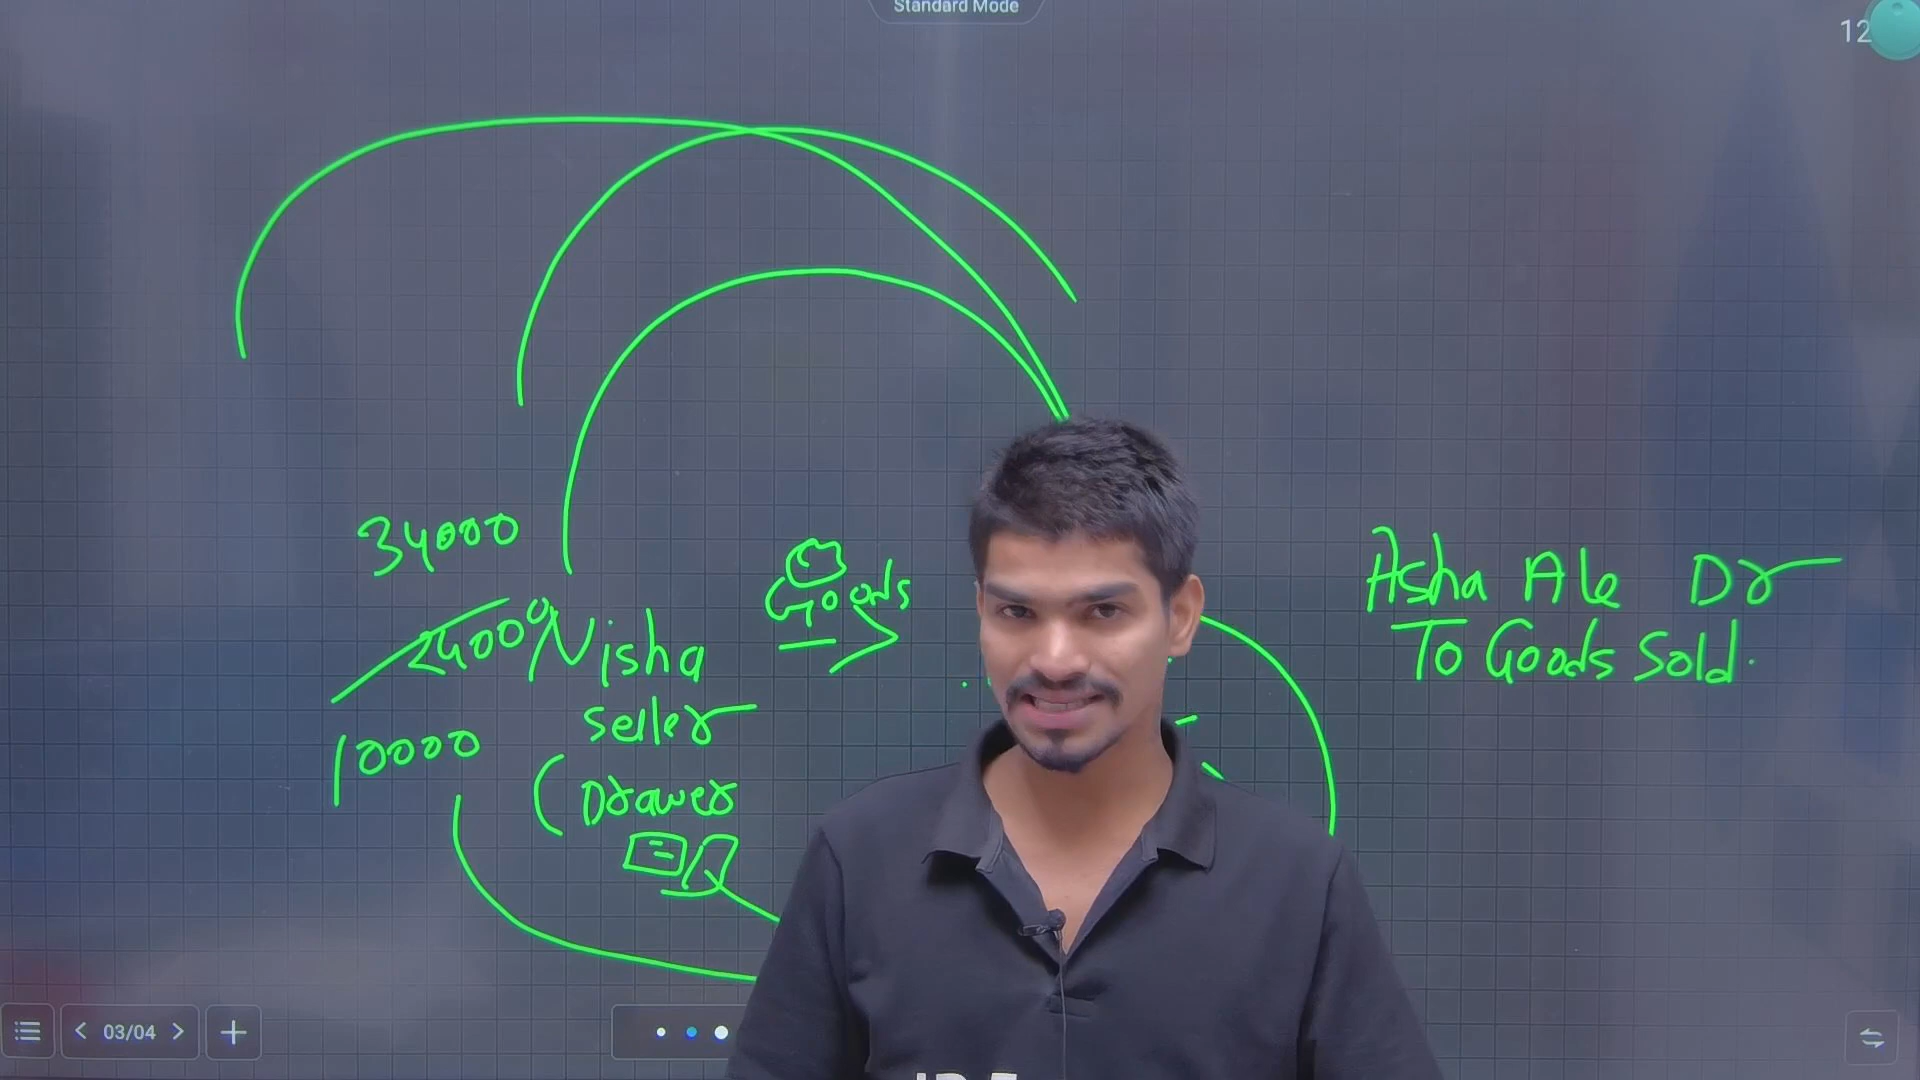 Standard Mode
12
34000
24000
Nisha
Goods
Asha A/c Dr
To Goods Sold.
seller
10000
(Drawer
03/04